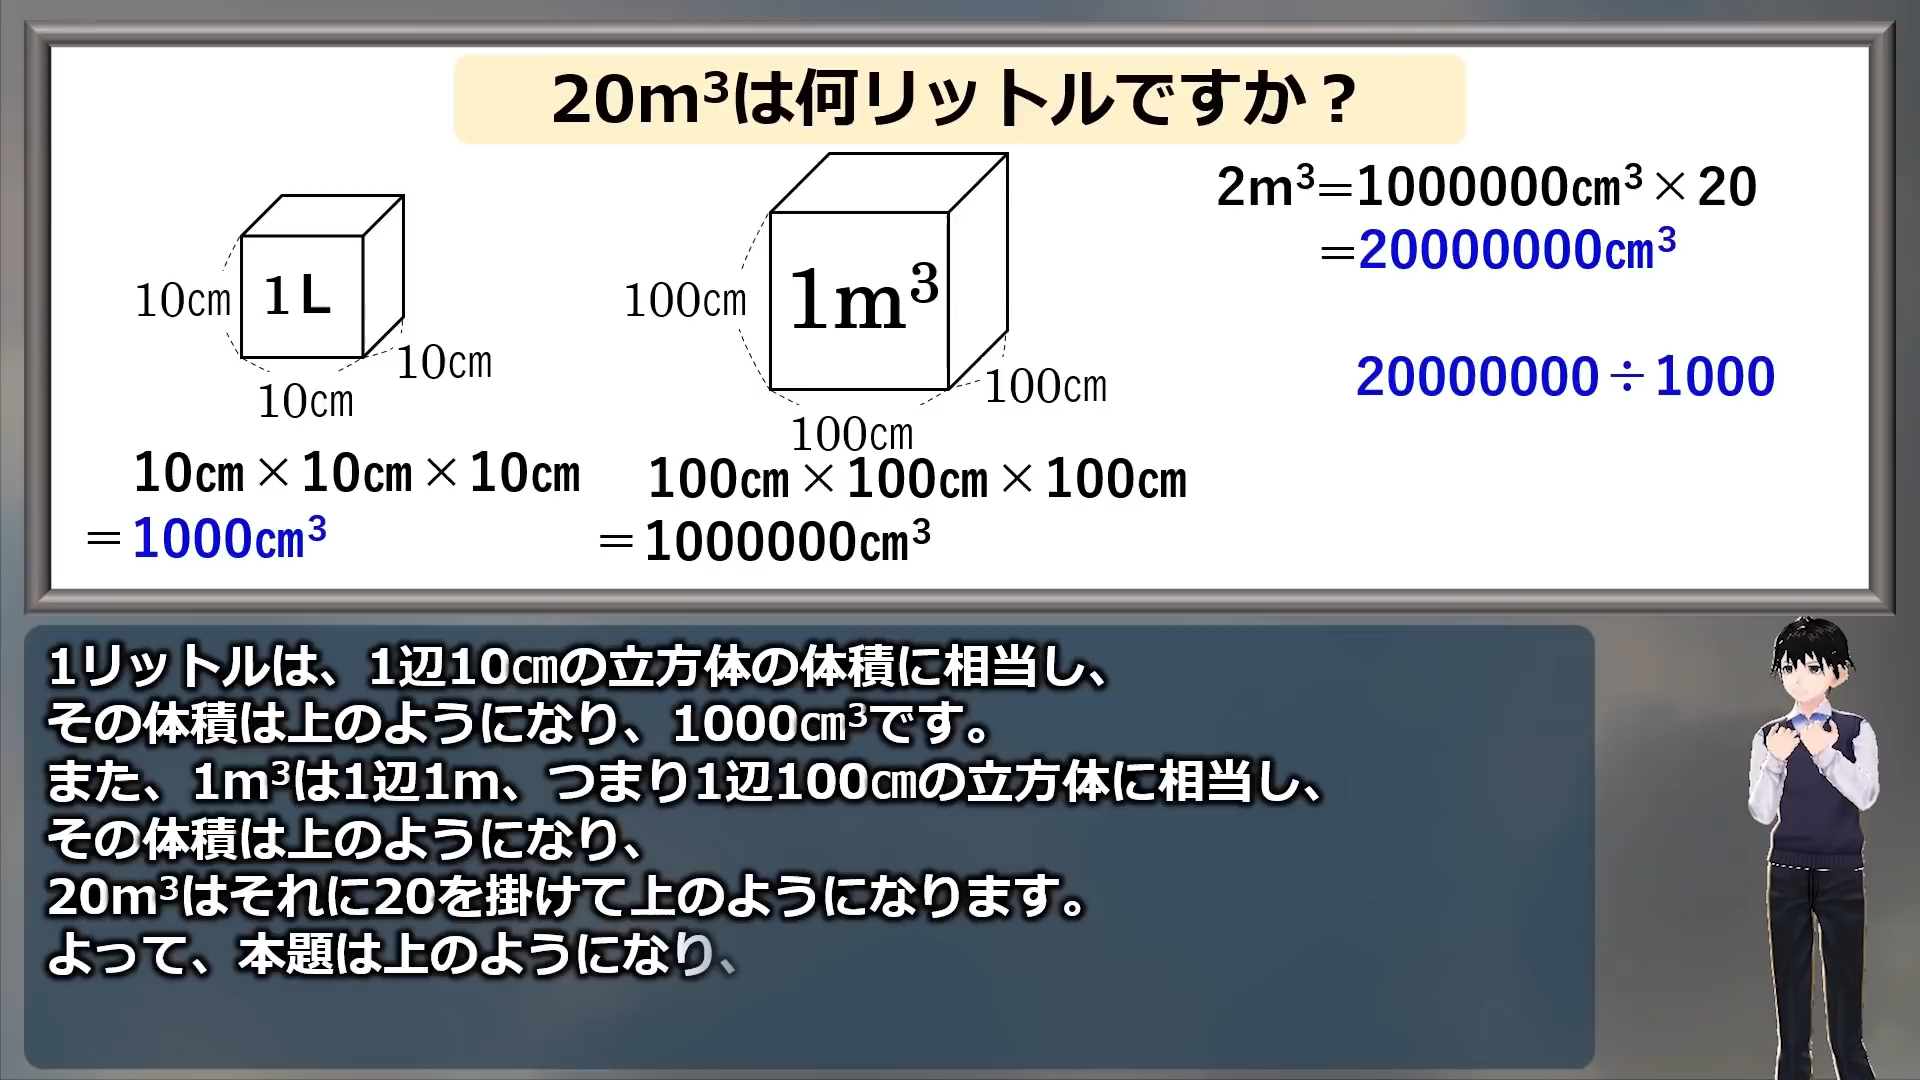 20m³は何リットルですか？
10㎝
1L
10㎝
10㎝
10㎝×10㎝×10㎝
＝1000㎝³
100㎝
1m³
100㎝
100㎝
100㎝×100㎝×100㎝
＝1000000㎝³
2m³=1000000㎝³×20
=20000000㎝³
20000000÷1000
1リットルは、1辺10㎝の立方体の体積に相当し、
その体積は上のようになり、1000㎝³です。
また、1m³は1辺1m、つまり1辺100㎝の立方体に相当し、
その体積は上のようになり、
20m³はそれに20を掛けて上のようになります。
よって、本題は上のようになり、